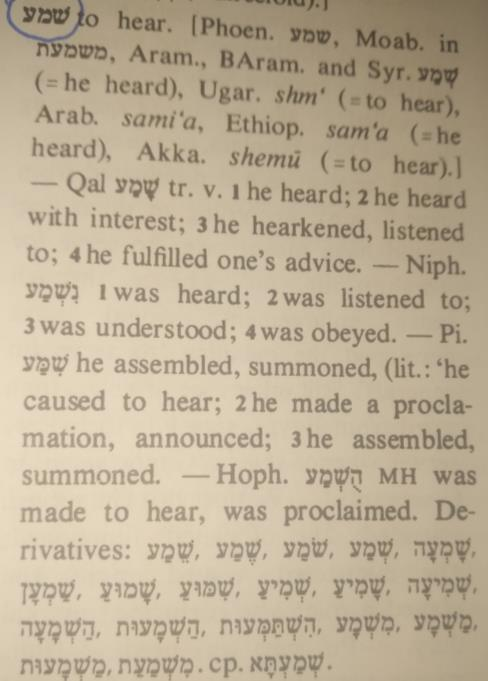 שמע to hear. [Phoen. שמע, Moab. in
משמעת, Aram., BAram. and Syr. שְׁמַע
(= he heard), Ugar. shm‘ (= to hear),
Arab. sami‘a, Ethiop. sam‘a (= he
heard), Akka. shemū (= to hear).]
— Qal שָׁמַע tr. v. 1 he heard; 2 he heard
with interest; 3 he hearkened, listened
to; 4 he fulfilled one’s advice. — Niph.
נִשְׁמַע 1 was heard; 2 was listened to;
3 was understood; 4 was obeyed. — Pi.
שִׁמַּע he assembled, summoned, (lit.: ‘he
caused to hear; 2 he made a procla-
mation, announced; 3 he assembled,
summoned. — Hoph. הֻשְׁמַע MH was
made to hear, was proclaimed. De-
rivatives: שָׁמְעָה, שְׁמַע, שֹׁמַע, שֶׁמַע, שֵׁמַע,
שְׁמִיעָה, שָׁמִיעַ, שְׁמִיעַ, שִׁמּוּעַ, שָׁמוּעַ, שַׁמְעָן,
מַשְׁמָע, מִשְׁמָע, הִשְׁתַּמְּעוּת, הַשְׁמָעוּת, הַשְׁמָעָה,
מִשְׁמַעַת, מַשְׁמָעוּת. cp. שְׁמַעְתָּא.